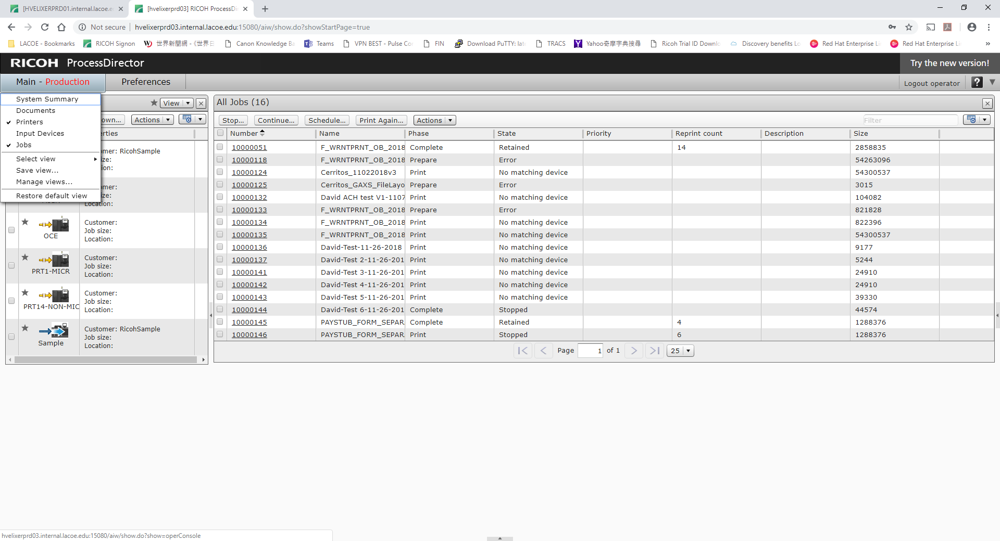 [HVELIXERPRD01.internal.lacoe.e
[hvelixerprd03] RICOH ProcessDi
Not secure
hvelixerprd03.internal.lacoe.edu:15080/aiw/show.do?showStartPage=true
LACOE - Bookmarks
RICOH Signon
世界新聞網 -《世界日
Canon Knowledge Ba
Teams
VPN BEST - Pulse Co
FIN
Download PuTTY: lat
TRACS
Yahoo奇摩字典搜尋
Ricoh Trial ID Downlo
Discovery benefits Lo
Red Hat Enterprise Li
Red Hat Enterprise Li
»
RICOH ProcessDirector
Try the new version!
Main - Production
Preferences
Logout operator
?
System Summary
Documents
Printers
Input Devices
Jobs
Select view
Save view...
Manage views...
Restore default view
View
own...
Actions
erties
omer: RicohSample
ize:
tion:
omer:
ize:
Location:
OCE
Customer:
Job size:
Location:
PRT1-MICR
Customer:
Job size:
Location:
PRT14-NON-MIC
Customer:
Job size:
Location:
Sample
Customer: RicohSample
Job size:
Location:
All Jobs (16)
Stop... Continue... Schedule... Print Again... Actions
Filter
Number Name Phase State Priority Reprint count Description Size
10000051 F_WRNTPRNT_OB_2018 Complete Retained 14 2858835
10000118 F_WRNTPRNT_OB_2018 Prepare Error 54263096
10000124 Cerritos_11022018v3 Print No matching device 54300537
10000125 Cerritos_GAXS_FileLayo Prepare Error 3015
10000132 David ACH test V1-1107 Print No matching device 104082
10000133 F_WRNTPRNT_OB_2018 Prepare Error 821828
10000134 F_WRNTPRNT_OB_2018 Print No matching device 822396
10000135 F_WRNTPRNT_OB_2018 Print No matching device 54300537
10000136 David-Test-11-26-2018 Print No matching device 9177
10000137 David-Test 2-11-26-201 Print No matching device 5244
10000141 David-Test 3-11-26-201 Print No matching device 24910
10000142 David-Test 4-11-26-201 Print No matching device 24910
10000143 David-Test 5-11-26-201 Print No matching device 39330
10000144 David-Test 6-11-26-201 Complete Stopped 44574
10000145 PAYSTUB_FORM_SEPAR Complete Retained 4 1288376
10000146 PAYSTUB_FORM_SEPAR Print Stopped 6 1288376
Page 1 of 1
25
hvelixerprd03.internal.lacoe.edu:15080/aiw/show.do?show=operConsole